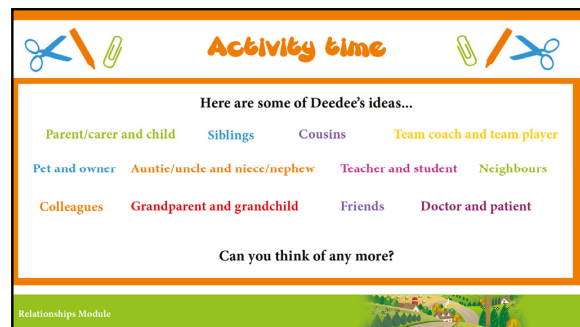 Activity time
Here are some of Deedee's ideas...
Parent/carer and child Siblings Cousins Team coach and team player
Pet and owner Auntie/uncle and niece/nephew Teacher and student Neighbours
Colleagues Grandparent and grandchild Friends Doctor and patient
Can you think of any more?
Relationships Module